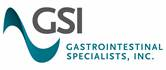 GSI
GASTROINTESTINAL
SPECIALISTS, INC.